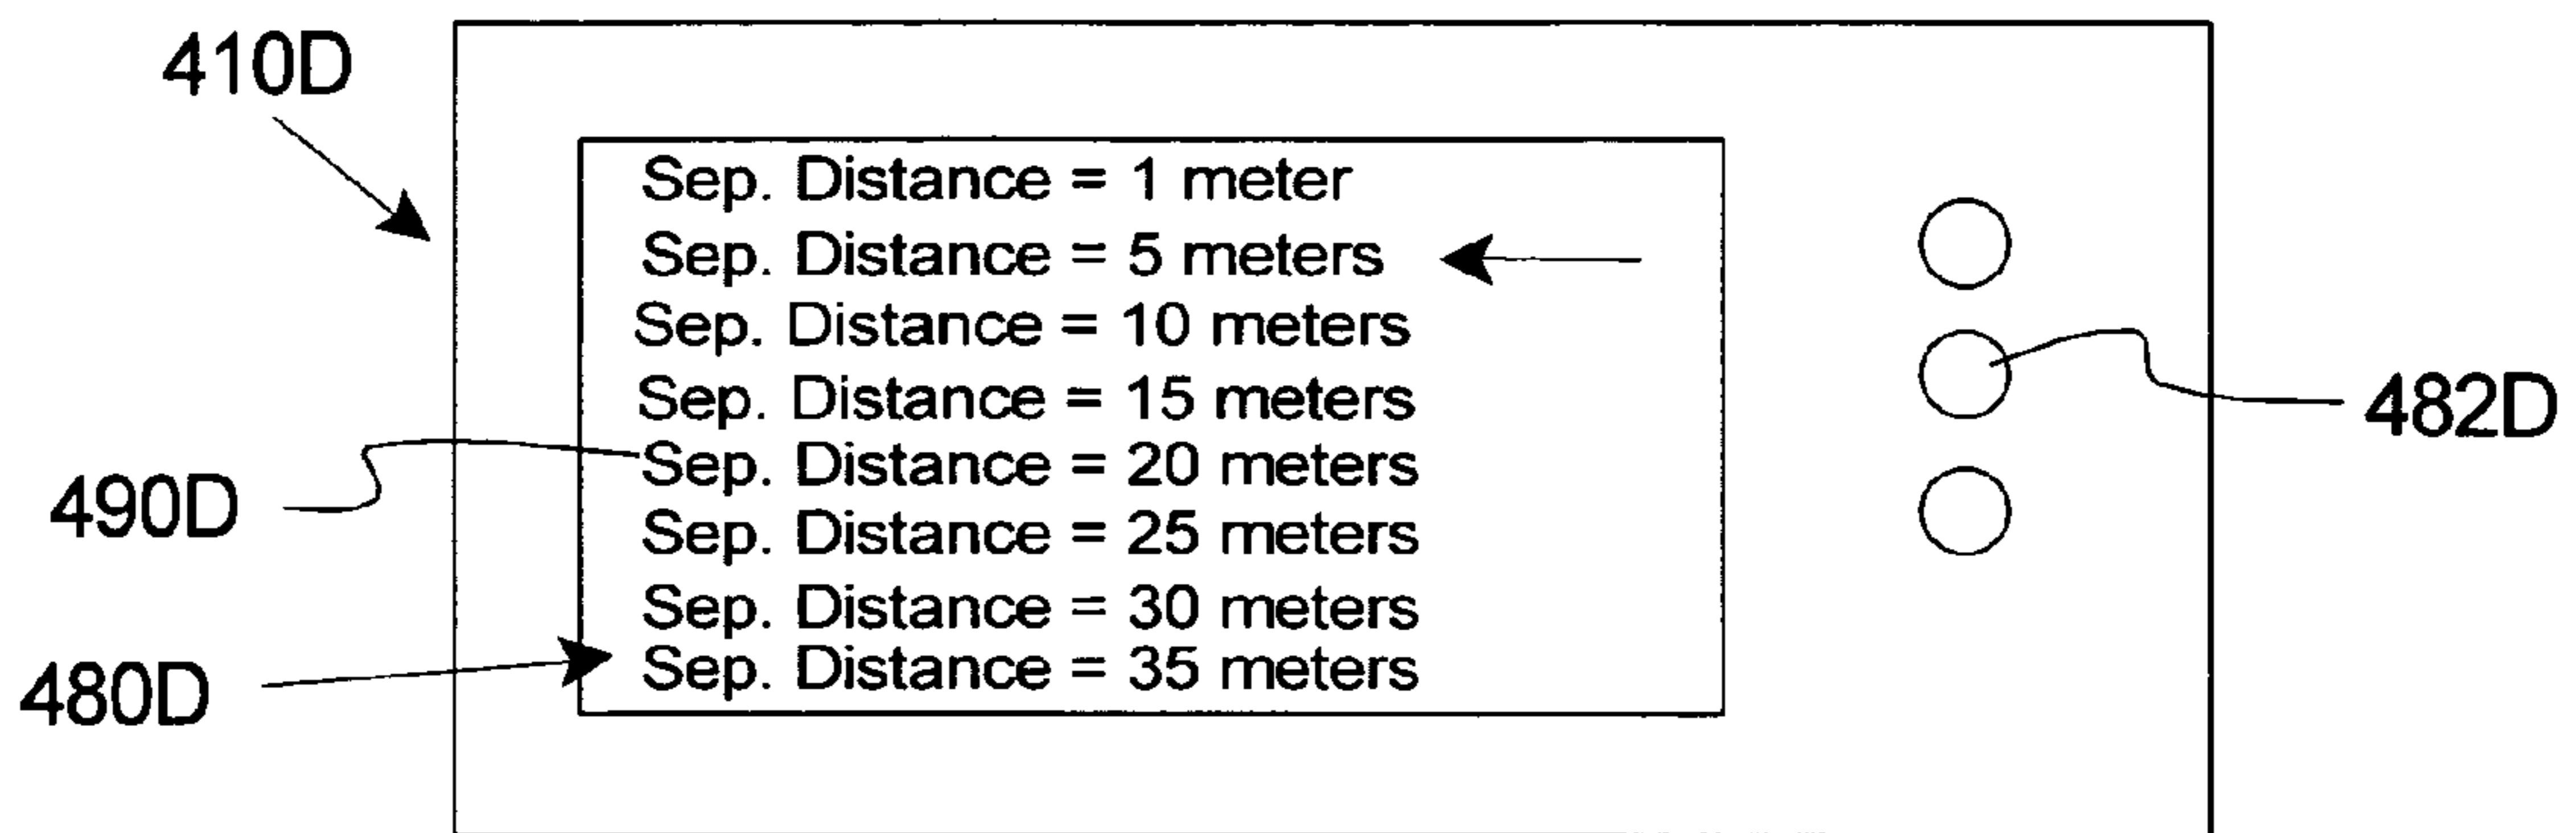 410D
Sep. Distance = 1 meter
Sep. Distance = 5 meters
Sep. Distance = 10 meters
Sep. Distance = 15 meters
482D
Sep. Distance = 20 meters
490D
Sep. Distance = 25 meters
Sep. Distance = 30 meters
Sep. Distance = 35 meters
480D